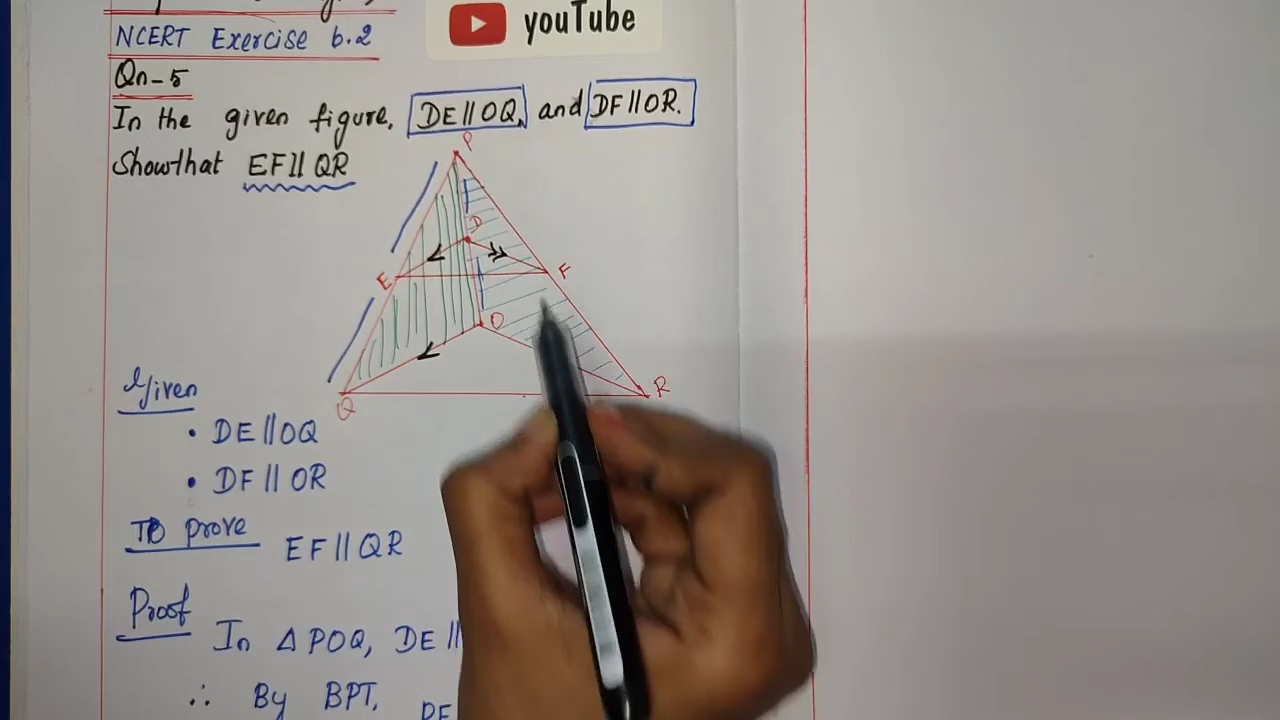 youTube
NCERT Exercise 6.2
Qn-5
In the given figure, DE||OQ, and DF||OR.
Show that EF|| QR
P
D
E
F
O
Q
R
Given
• DE||OQ
• DF || OR
To prove
EF||QR
Proof
In Δ POQ, DE ||
∴ By BPT,